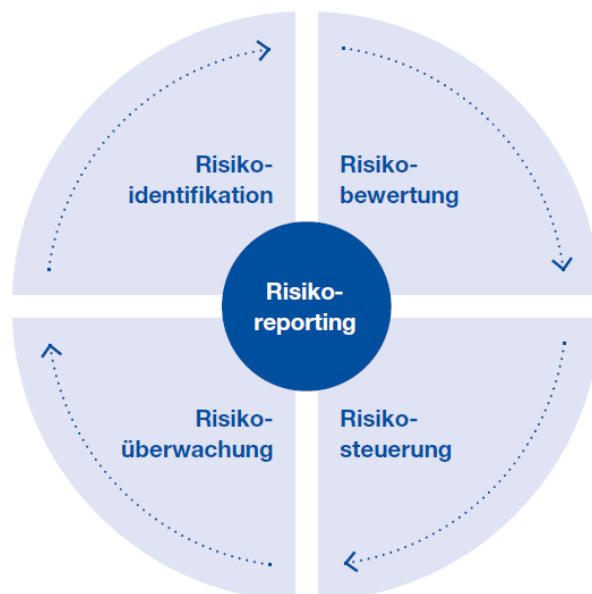 Risiko-
identifikation
Risiko-
bewertung
Risiko-
reporting
Risiko-
überwachung
Risiko-
steuerung